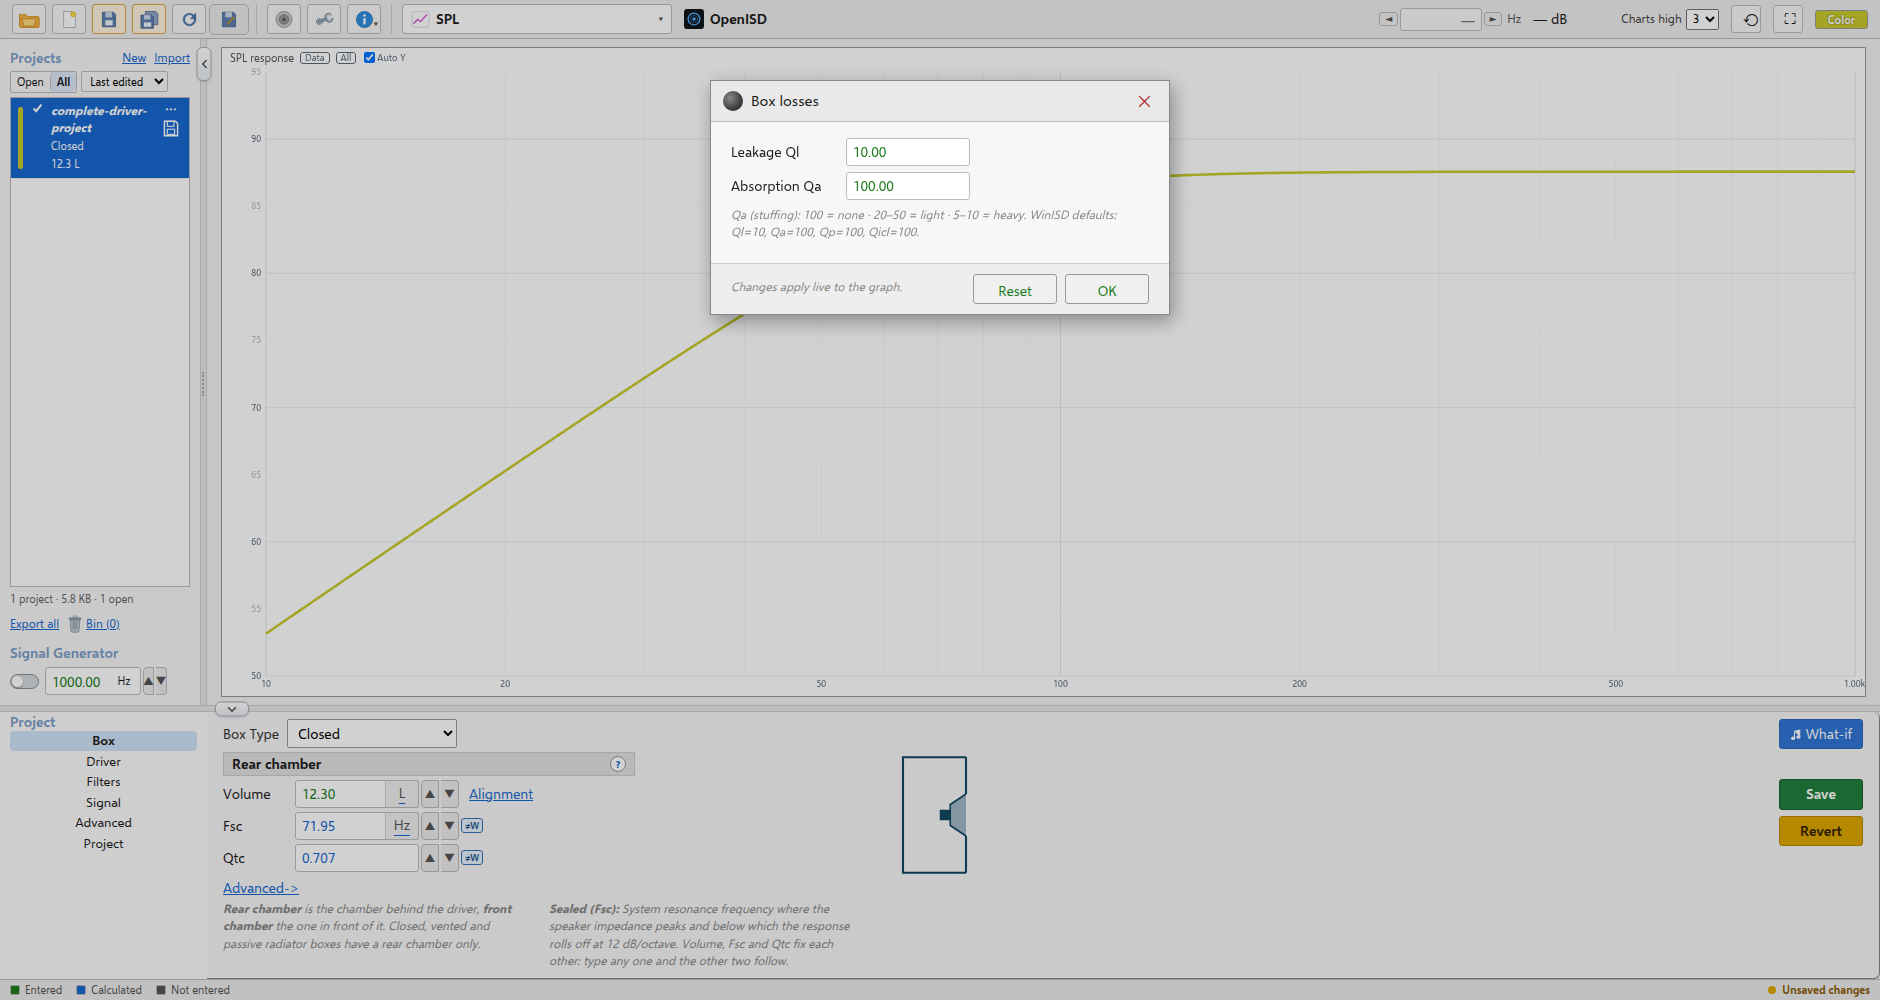 SPL
OpenISD
—
Hz
— dB
Charts high
3
Color
Projects
New
Import
Open
All
Last edited
complete-driver-
project
Closed
12.3 L
1 project · 5.8 KB · 1 open
Export all
Bin (0)
Signal Generator
1000.00
Hz
SPL response
Data
All
Auto Y
95
90
85
80
75
70
65
60
55
50
10
20
50
100
200
500
1.00k
Box losses
Leakage Ql
10.00
Absorption Qa
100.00
Qa (stuffing): 100 = none · 20–50 = light · 5–10 = heavy. WinISD defaults:
Ql=10, Qa=100, Qp=100, Qicl=100.
Changes apply live to the graph.
Reset
OK
Project
Box
Driver
Filters
Signal
Advanced
Project
Box Type
Closed
Rear chamber
?
Volume
12.30
L
Alignment
Fsc
71.95
Hz
≠W
Qtc
0.707
≠W
Advanced->
Rear chamber is the chamber behind the driver, front
chamber the one in front of it. Closed, vented and
passive radiator boxes have a rear chamber only.
Sealed (Fsc): System resonance frequency where the
speaker impedance peaks and below which the response
rolls off at 12 dB/octave. Volume, Fsc and Qtc fix each
other: type any one and the other two follow.
What-if
Save
Revert
Entered
Calculated
Not entered
Unsaved changes